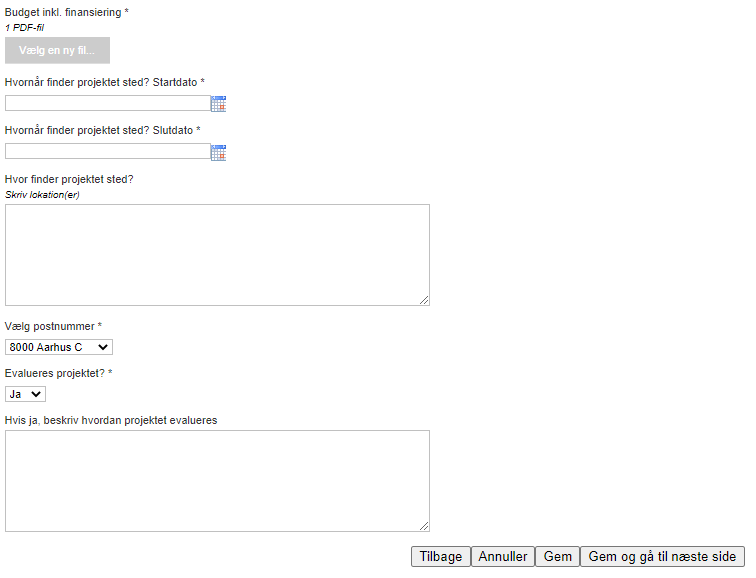 Budget inkl. finansiering *
1 PDF-fil
Vælg en ny fil...
Hvornår finder projektet sted? Startdato *
Hvornår finder projektet sted? Slutdato *
Hvor finder projektet sted?
Skriv lokation(er)
Vælg postnummer *
8000 Aarhus C
Evalueres projektet? *
Ja
Hvis ja, beskriv hvordan projektet evalueres
Tilbage Annuller Gem Gem og gå til næste side